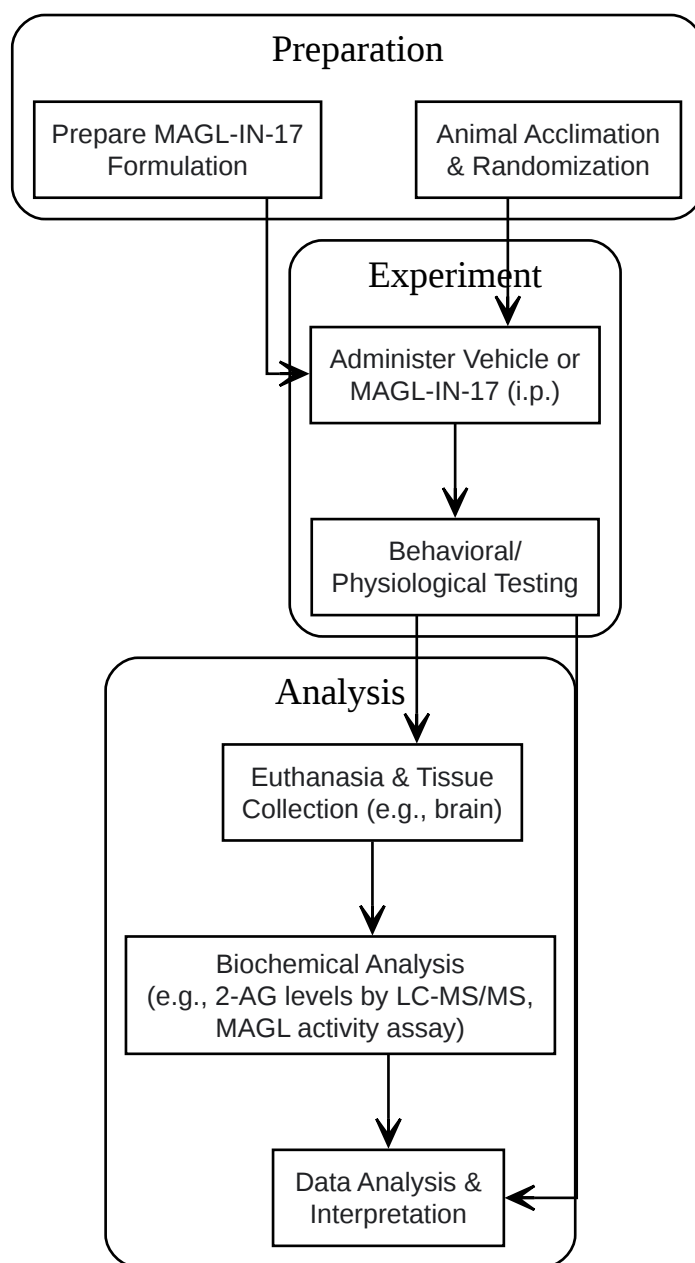 Preparation
Prepare MAGL-IN-17
Formulation
Animal Acclimation
& Randomization
Experiment
Administer Vehicle or
MAGL-IN-17 (i.p.)
Behavioral/
Physiological Testing
Analysis
Euthanasia & Tissue
Collection (e.g., brain)
Biochemical Analysis
(e.g., 2-AG levels by LC-MS/MS,
MAGL activity assay)
Data Analysis &
Interpretation